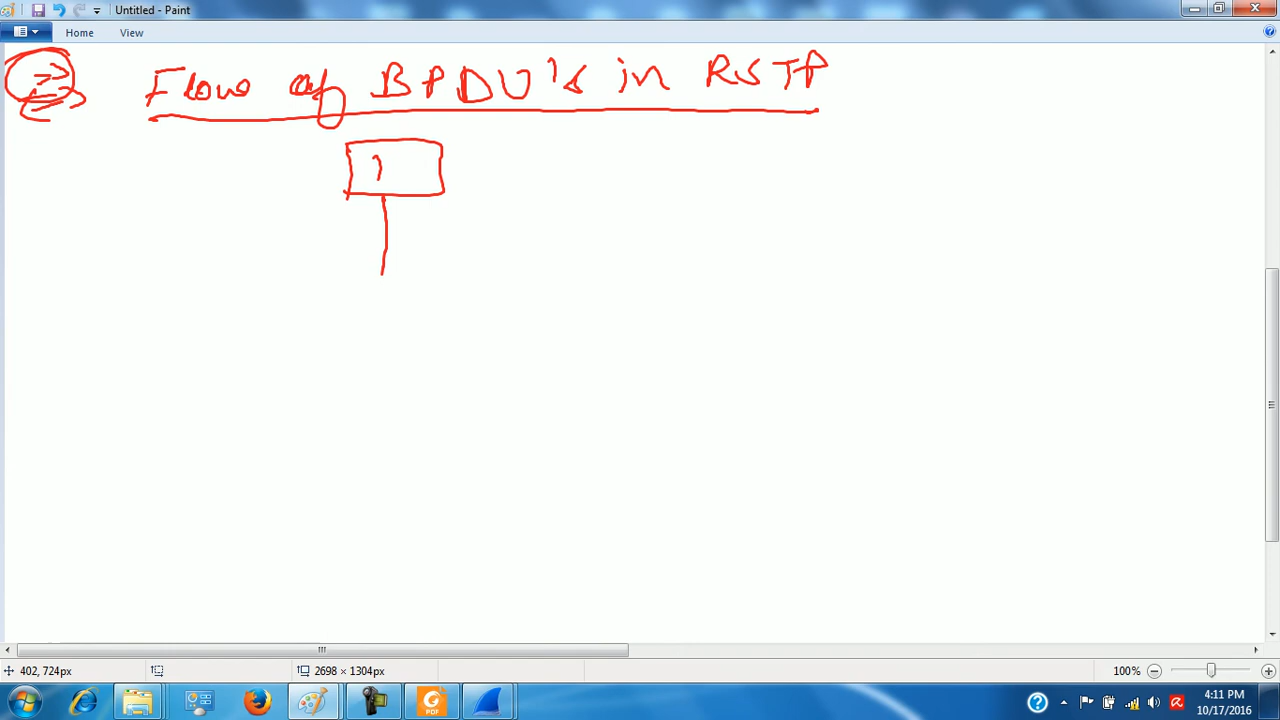 Untitled - Paint
Home View
Flow of BPDU's in RSTP
1
402, 724px
2698 × 1304px
100%
PDF
4:11 PM
10/17/2016